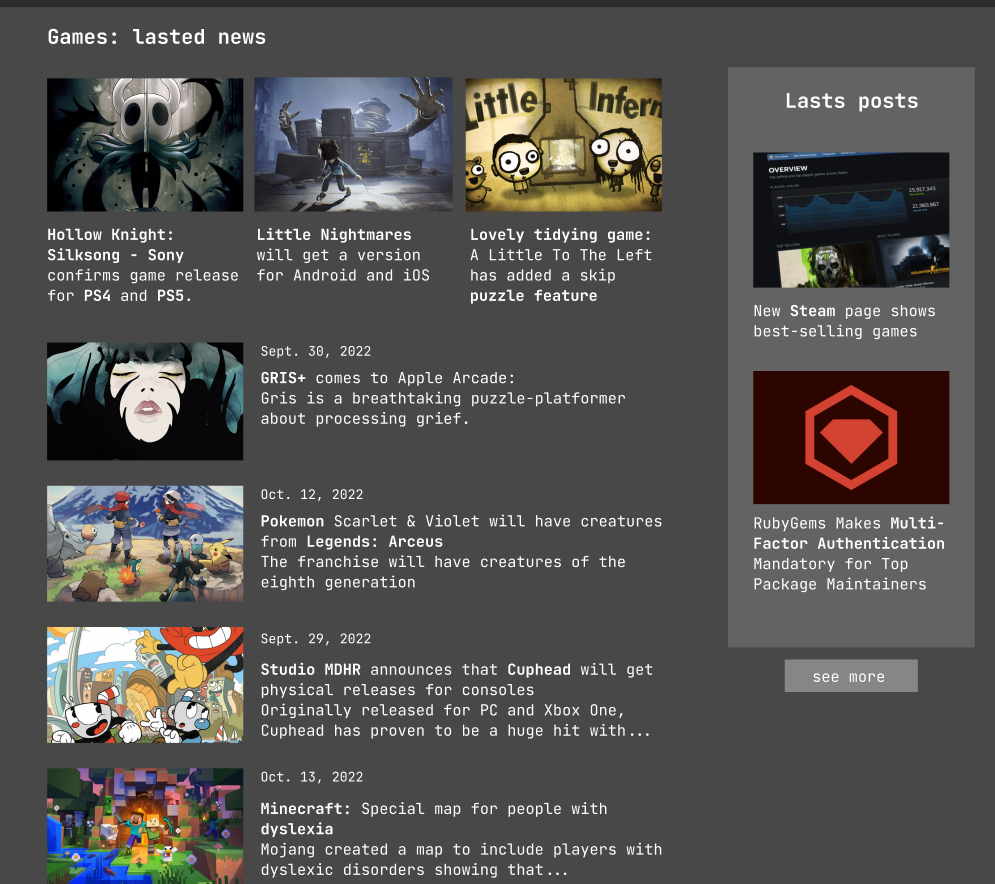 Games: lasted news
Little Infern
Hollow Knight:
Silksong - Sony
confirms game release
for PS4 and PS5.
Little Nightmares
will get a version
for Android and iOS
Lovely tidying game:
A Little To The Left
has added a skip
puzzle feature
Sept. 30, 2022
GRIS+ comes to Apple Arcade:
Gris is a breathtaking puzzle-platformer
about processing grief.
Oct. 12, 2022
Pokemon Scarlet & Violet will have creatures
from Legends: Arceus
The franchise will have creatures of the
eighth generation
Sept. 29, 2022
Studio MDHR announces that Cuphead will get
physical releases for consoles
Originally released for PC and Xbox One,
Cuphead has proven to be a huge hit with...
Oct. 13, 2022
Minecraft: Special map for people with
dyslexia
Mojang created a map to include players with
dyslexic disorders showing that...
Lasts posts
OVERVIEW
New Steam page shows
best-selling games
RubyGems Makes Multi-
Factor Authentication
Mandatory for Top
Package Maintainers
see more